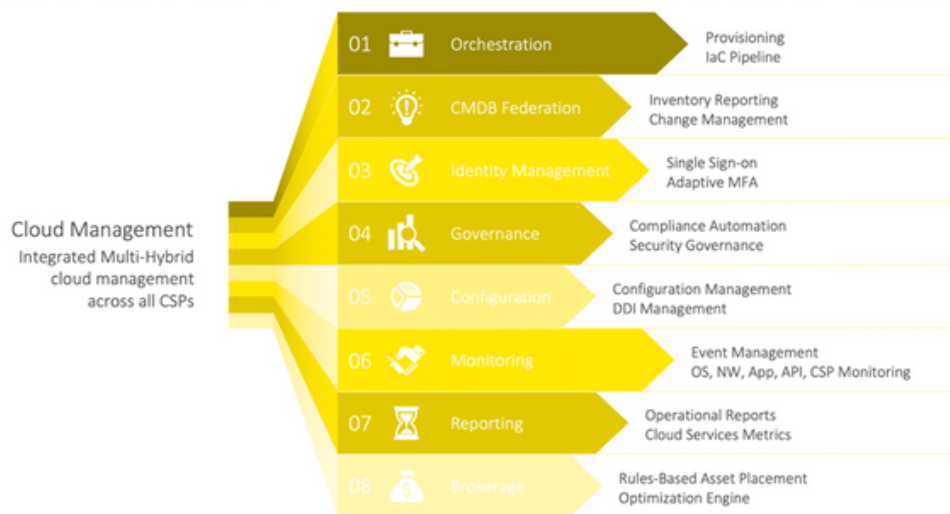 Cloud Management
Integrated Multi-Hybrid
cloud management
across all CSPs
01 Orchestration
Provisioning
IaC Pipeline
02 CMDB Federation
Inventory Reporting
Change Management
03 Identity Management
Single Sign-on
Adaptive MFA
04 Governance
Compliance Automation
Security Governance
05 Configuration
Configuration Management
DDI Management
06 Monitoring
Event Management
OS, NW, App, API, CSP Monitoring
07 Reporting
Operational Reports
Cloud Services Metrics
08 Brokerage
Rules-Based Asset Placement
Optimization Engine